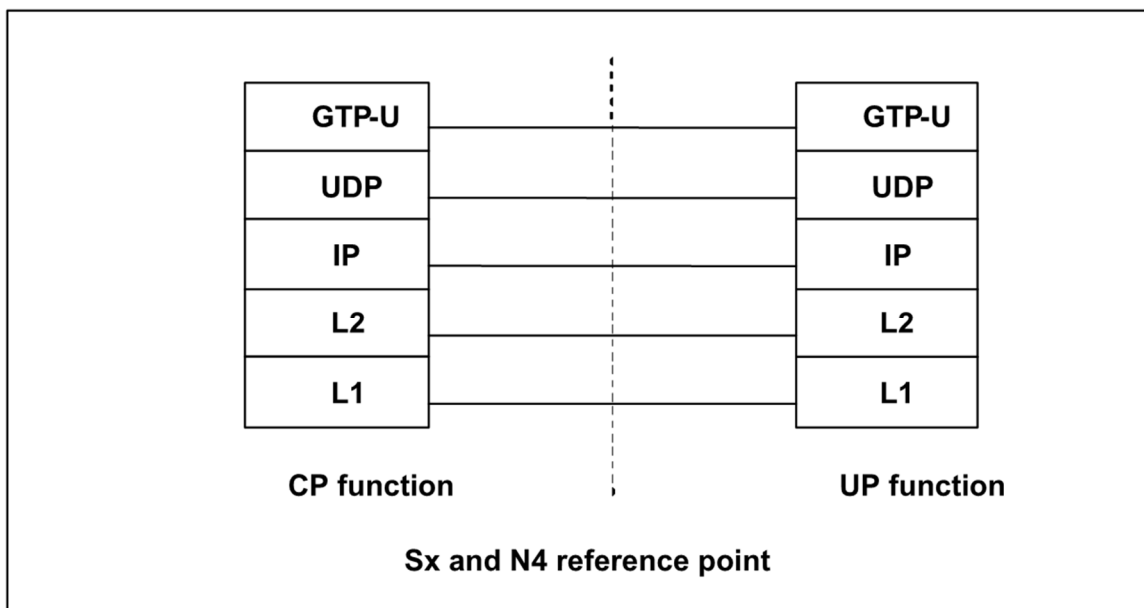 GTP-U GTP-U
UDP UDP
IP IP
L2 L2
L1 L1
CP function UP function
Sx and N4 reference point